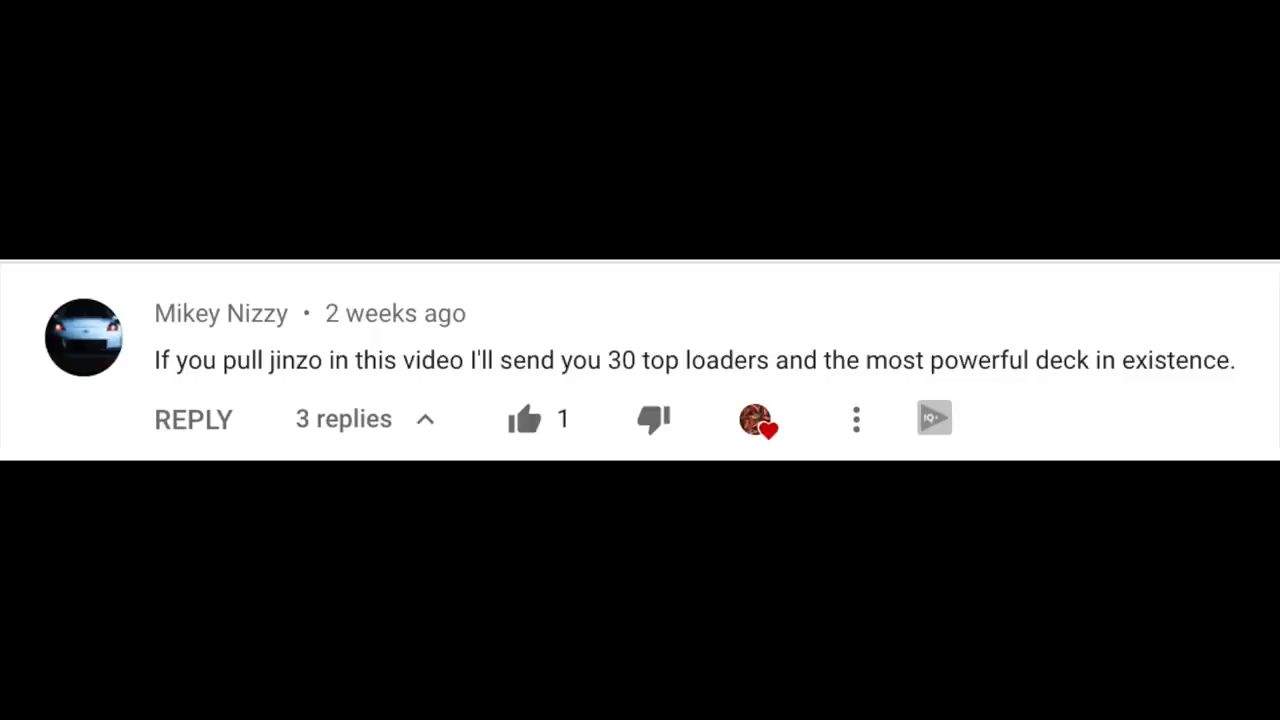 Mikey Nizzy • 2 weeks ago
If you pull jinzo in this video I'll send you 30 top loaders and the most powerful deck in existence.
REPLY 3 replies 1 IQ+